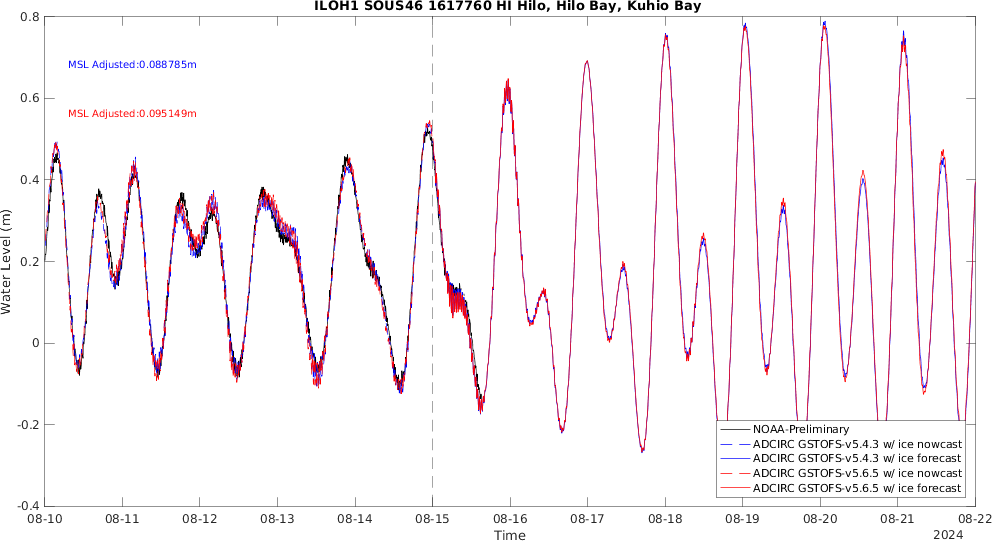 ILOH1 SOUS46 1617760 HI Hilo, Hilo Bay, Kuhio Bay
0.8
MSL Adjusted:0.088785m
0.6
MSL Adjusted:0.095149m
0.4
Water Level (m)
0.2
0
-0.2
NOAA-Preliminary
ADCIRC GSTOFS-v5.4.3 w/ ice nowcast
ADCIRC GSTOFS-v5.4.3 w/ ice forecast
ADCIRC GSTOFS-v5.6.5 w/ ice nowcast
ADCIRC GSTOFS-v5.6.5 w/ ice forecast
-0.4
08-10 08-11 08-12 08-13 08-14 08-15 08-16 08-17 08-18 08-19 08-20 08-21 08-22
Time
2024